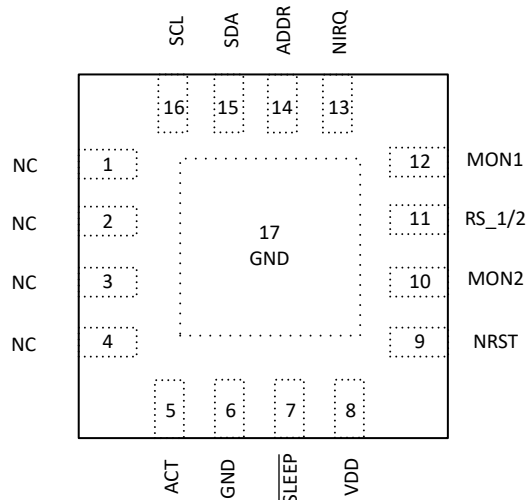 SCL SDA ADDR NIRQ
16 15 14 13
NC 1 12 MON1
NC 2 11 RS_1/2
17
GND
NC 3 10 MON2
NC 4 9 NRST
5 6 7 8
ACT GND SLEEP VDD